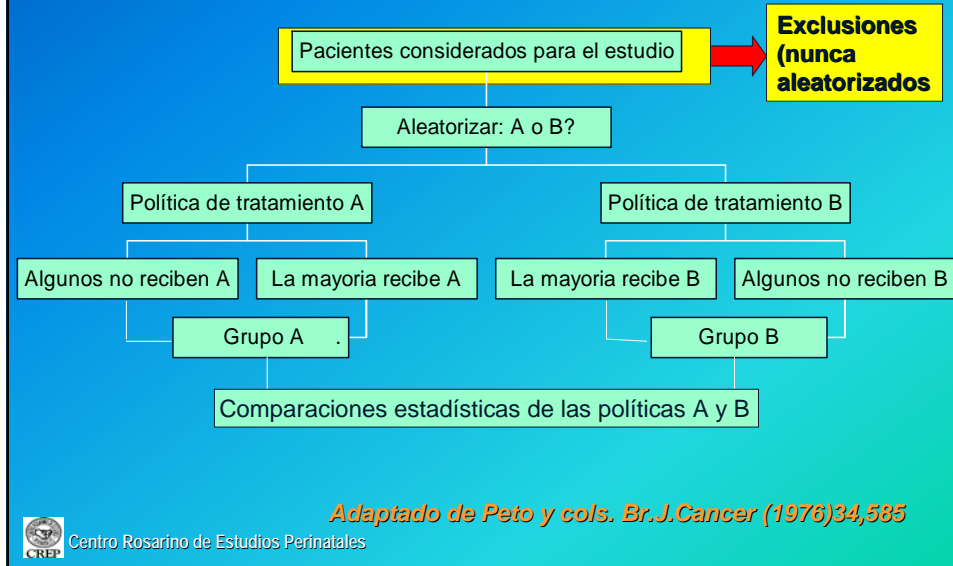 Pacientes considerados para el estudio
Exclusiones
(nunca
aleatorizados
Aleatorizar: A o B?
Política de tratamiento A
Política de tratamiento B
Algunos no reciben A
La mayoria recibe A
La mayoria recibe B
Algunos no reciben B
Grupo A .
Grupo B
Comparaciones estadísticas de las políticas A y B
Adaptado de Peto y cols. Br.J.Cancer (1976)34,585
CREP
Centro Rosarino de Estudios Perinatales